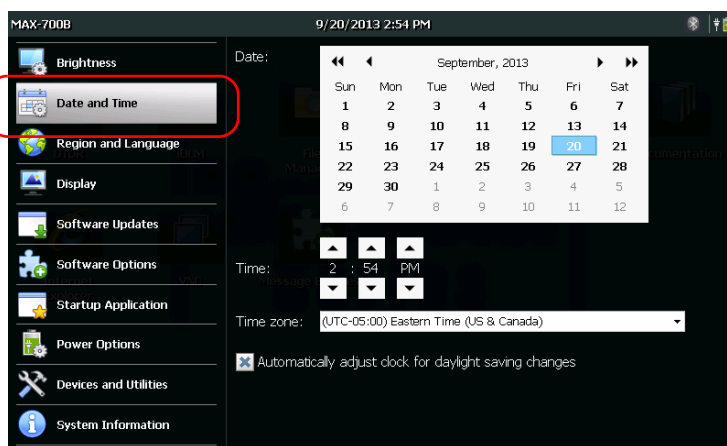 MAX-700B 9/20/2013 2:54 PM
Brightness
Date and Time
Region and Language
Display
Software Updates
Software Options
Startup Application
Power Options
Devices and Utilities
System Information
Date:
September, 2013
Sun Mon Tue Wed Thu Fri Sat
1 2 3 4 5 6 7
8 9 10 11 12 13 14
15 16 17 18 19 20 21
22 23 24 25 26 27 28
29 30 1 2 3 4 5
6 7 8 9 10 11 12
Time: 2 : 54 PM
Time zone: (UTC-05:00) Eastern Time (US & Canada)
Automatically adjust clock for daylight saving changes